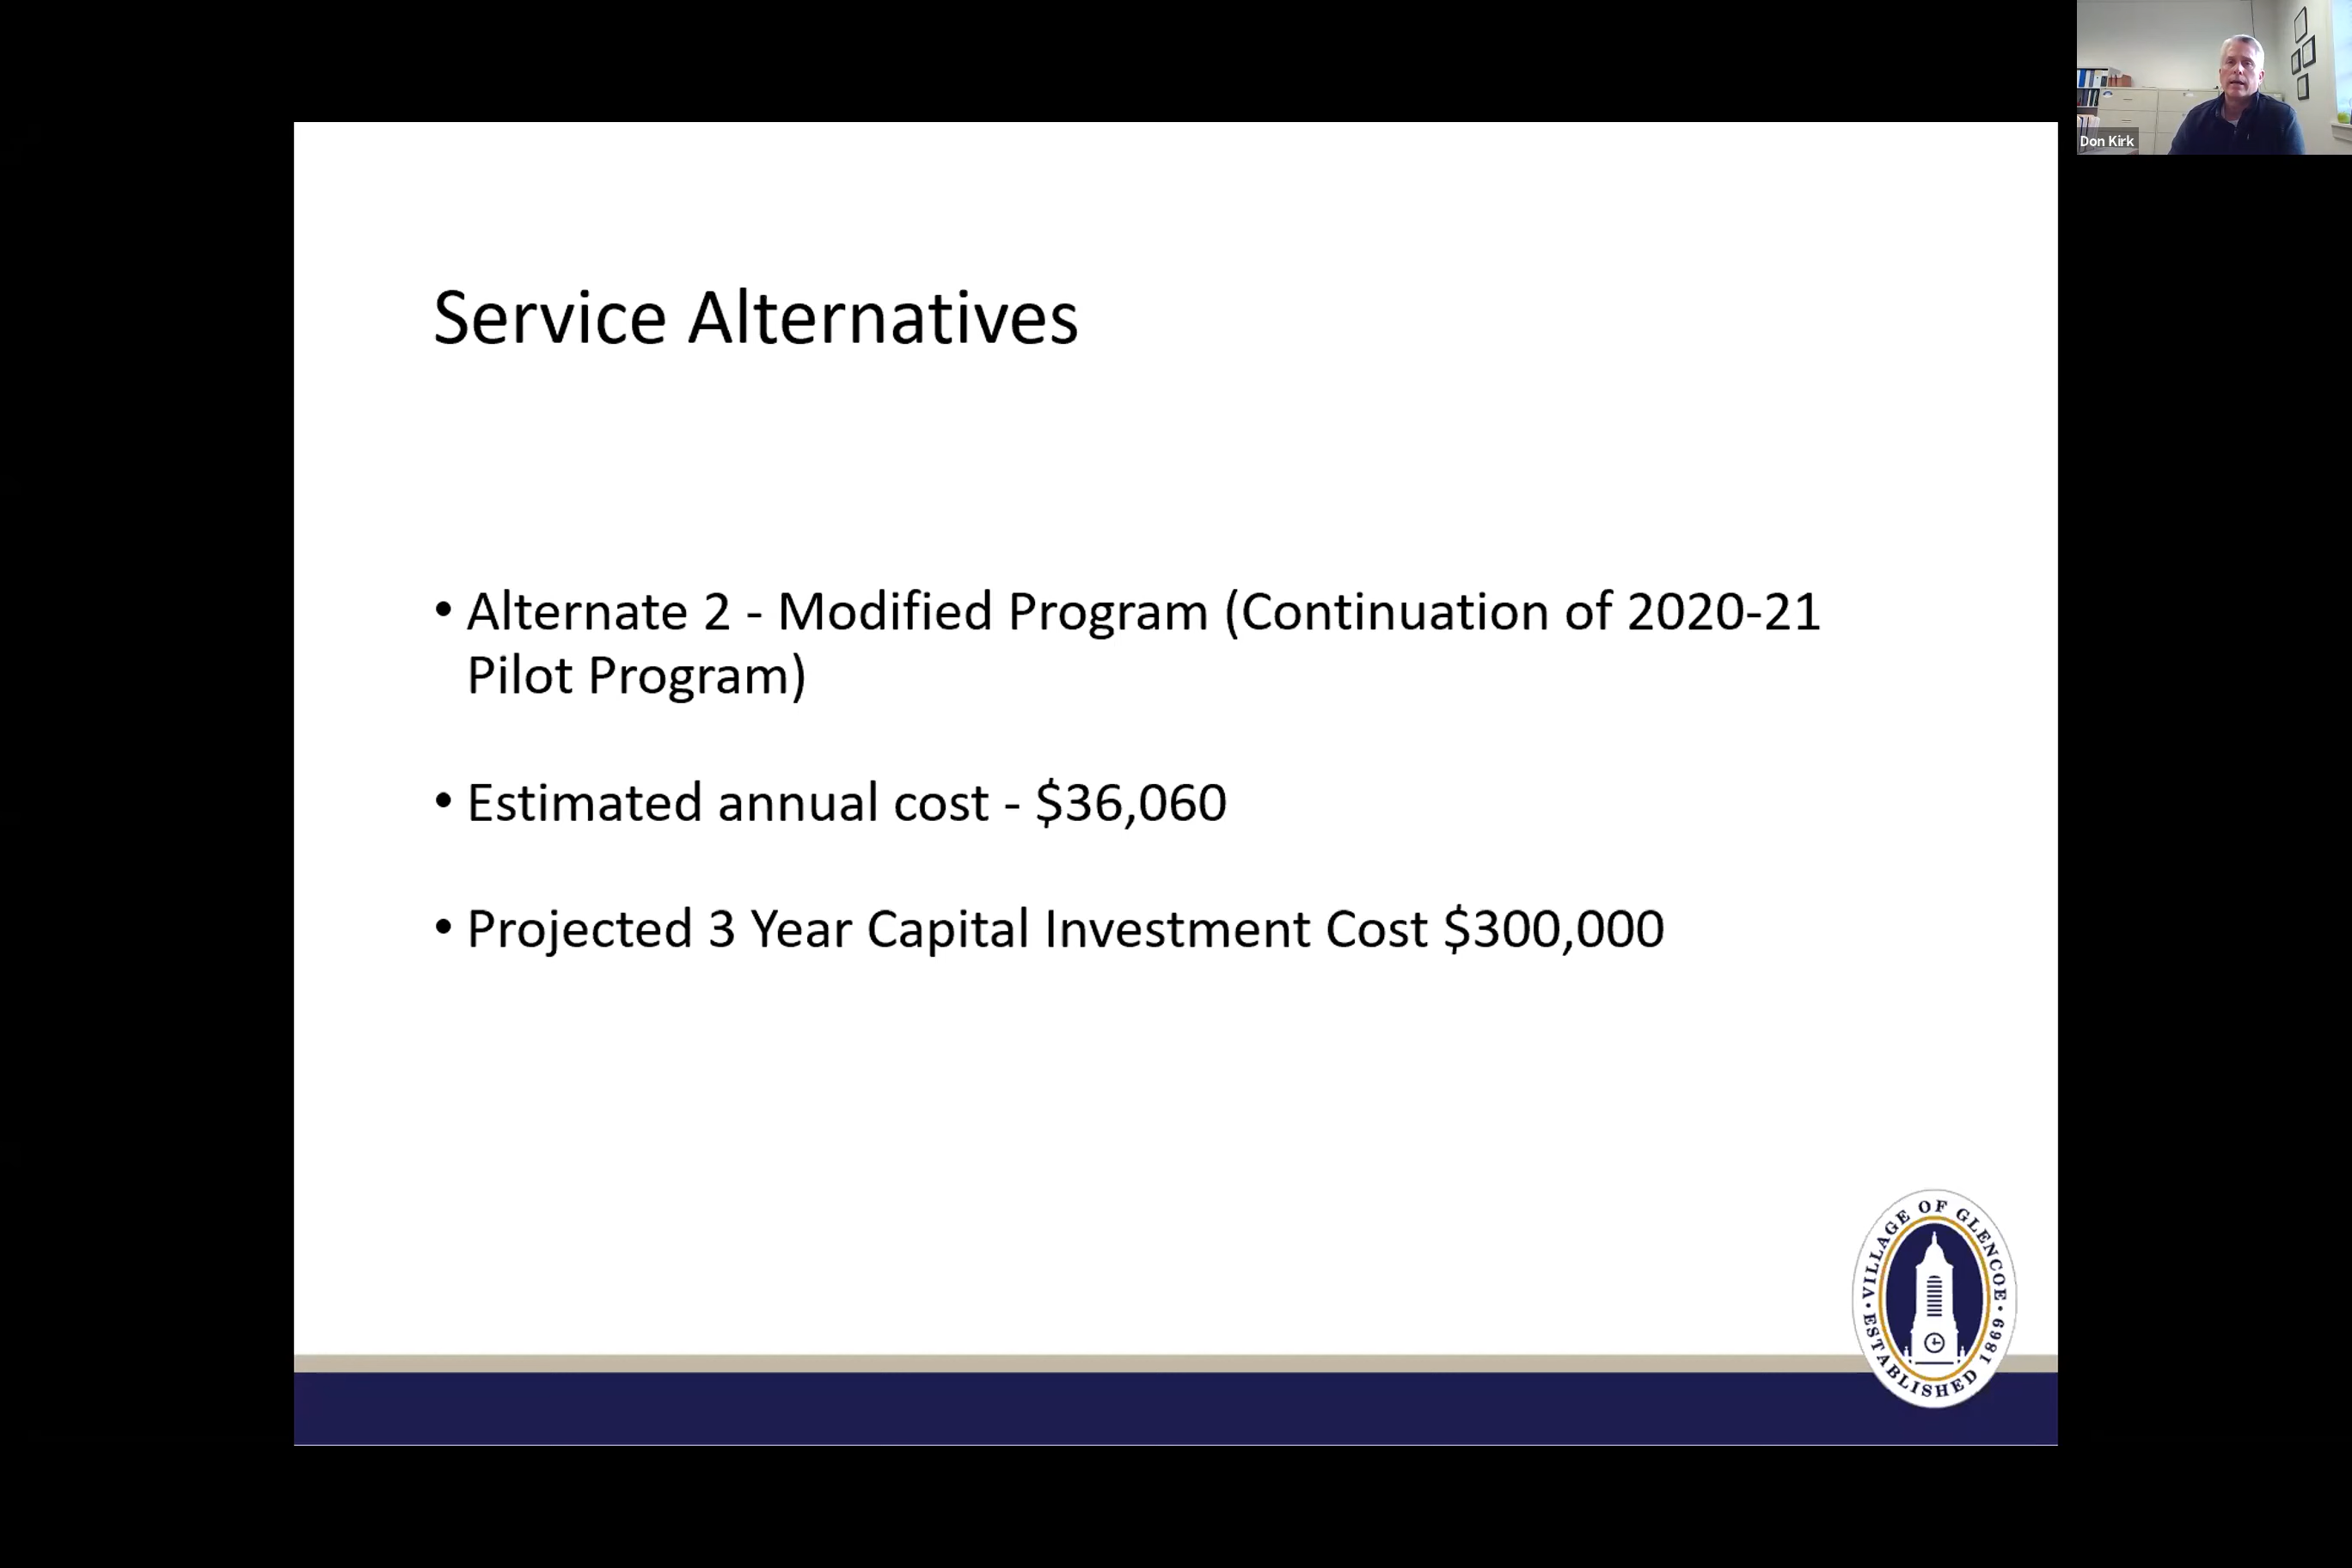 Don Kirk
Service Alternatives
• Alternate 2 - Modified Program (Continuation of 2020-21
Pilot Program)
• Estimated annual cost - $36,060
• Projected 3 Year Capital Investment Cost $300,000
VILLAGE OF GLENCOE
• ESTABLISHED 1869 •